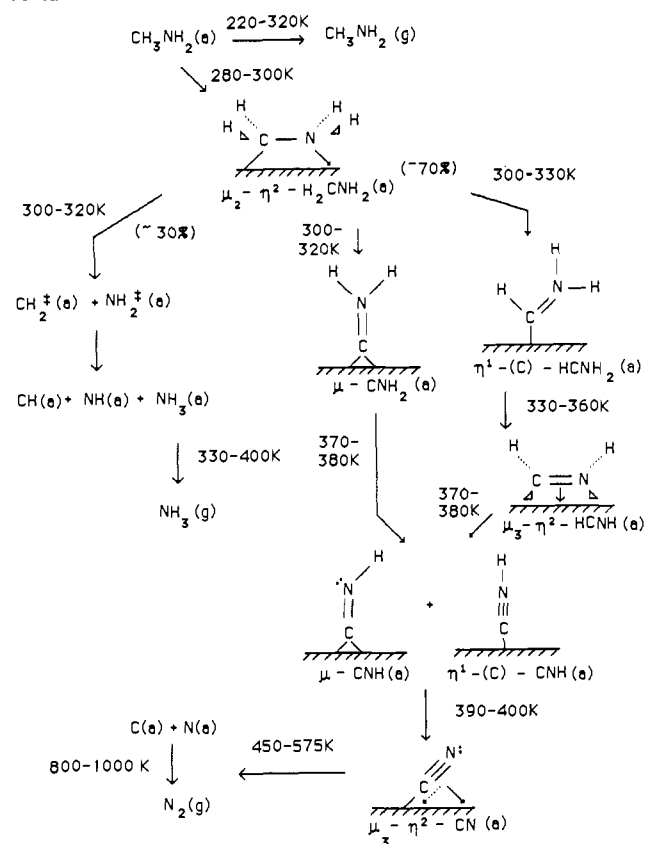 CH3NH2(a) 220-320K CH3NH2(g)
280-300K
H H H H
C — N
μ2- η2 - H2CNH2(a)
(~70%) 300-330K
300-320K (~30%)
300-
320K
CH2‡(a) + NH2‡(a)
H H
N
C
μ - CNH2(a)
H
H N — H
C
η1-(C) - HCNH2(a)
CH(a)+ NH(a) + NH3(a)
330-360K
330-400K
370-
380K
H H
C = N
μ3- η2- HCNH(a)
370-
380K
NH3(g)
H
N
C
μ - CNH(a)
+
H
N
C
η1-(C) - CNH(a)
390-400K
C(a) + N(a)
450-575K
800-1000 K
N2(g)
N:
C
μ3- η2- CN (a)